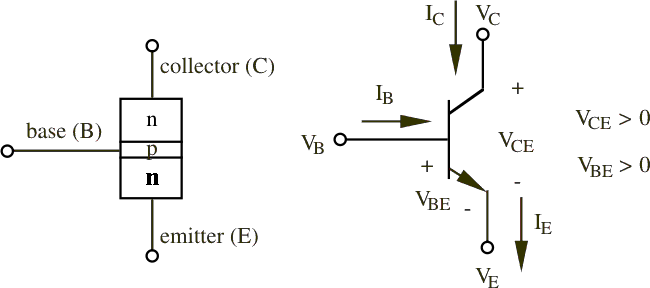 collector (C)
n
base (B)
p
n
emitter (E)
I_C
V_C
+
I_B
V_B
V_CE
+
V_BE
-
-
I_E
V_E
V_CE > 0
V_BE > 0